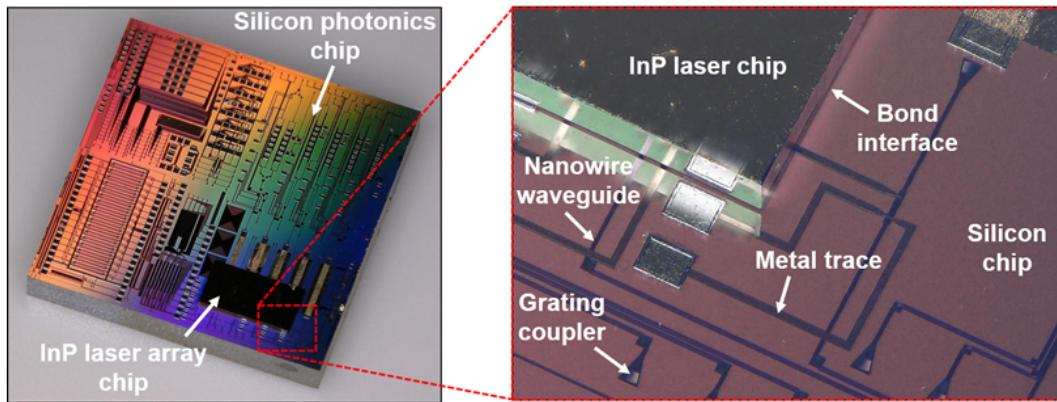 Silicon photonics
chip
InP laser array
chip
InP laser chip
Bond
interface
Nanowire
waveguide
Silicon
chip
Metal trace
Grating
coupler